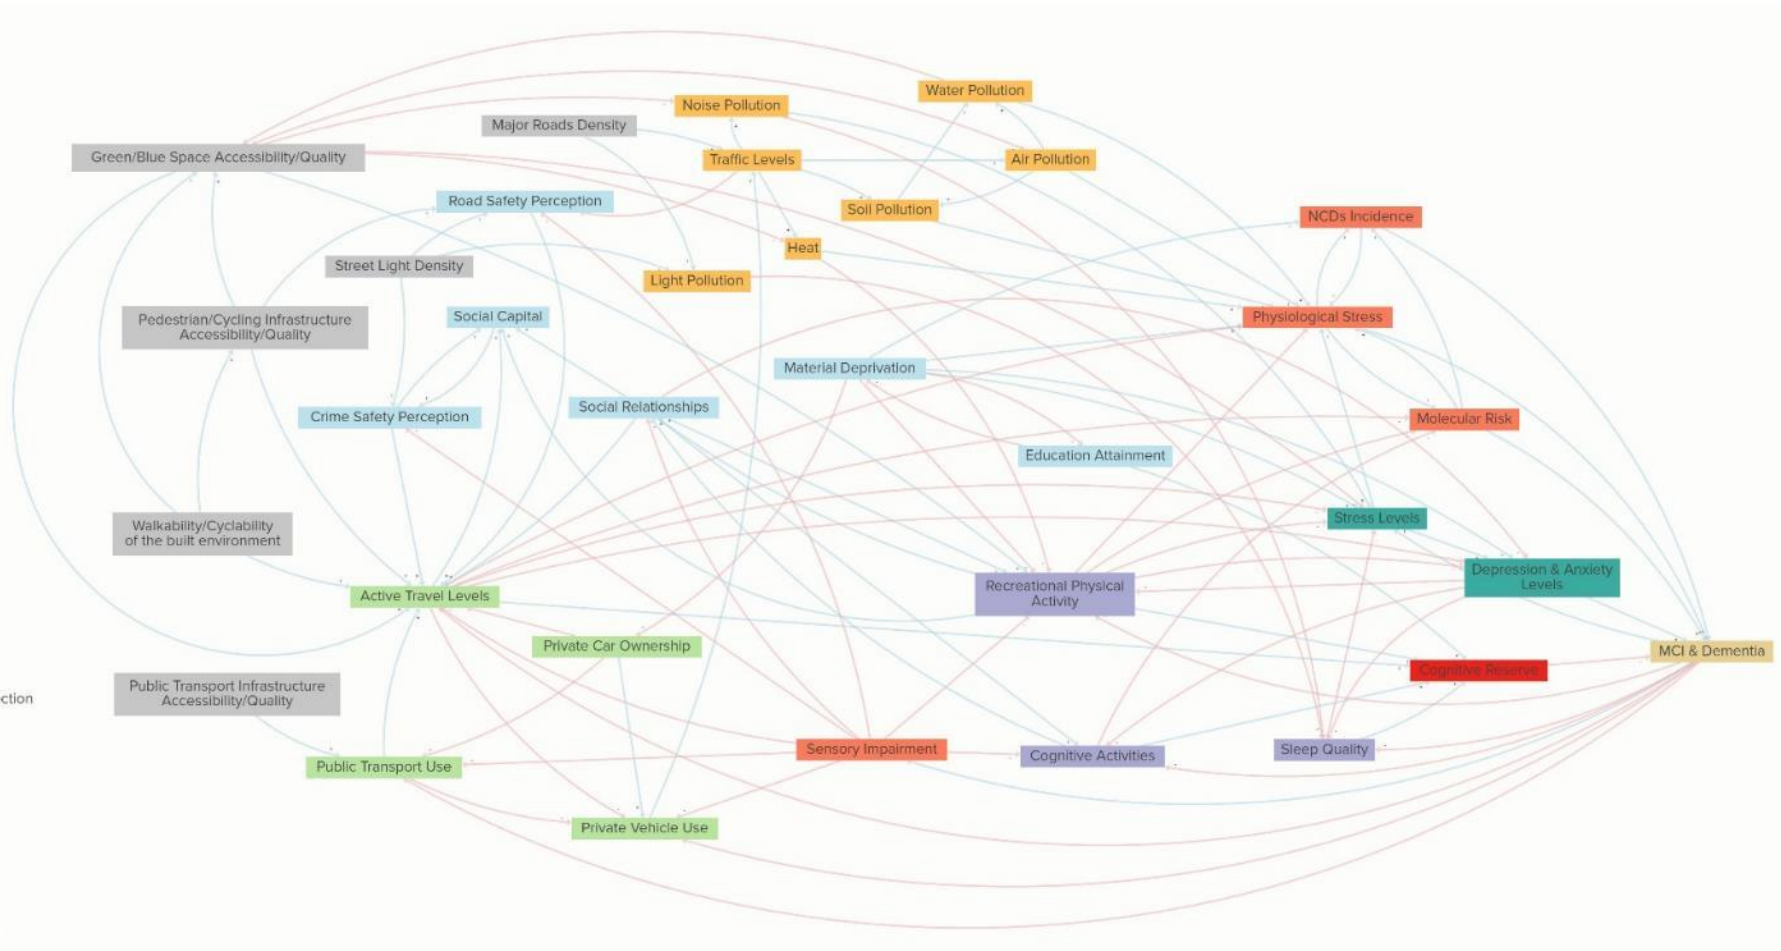 Water Pollution
Noise Pollution
Major Roads Density
Green/Blue Space Accessibility/Quality
Traffic Levels
Air Pollution
Road Safety Perception
Soil Pollution
NCDs Incidence
Heat
Street Light Density
Light Pollution
Pedestrian/Cycling Infrastructure
Accessibility/Quality
Social Capital
Physiological Stress
Material Deprivation
Crime Safety Perception
Social Relationships
Molecular Risk
Education Attainment
Walkability/Cyclability
of the built environment
Stress Levels
Depression & Anxiety
Levels
Active Travel Levels
Recreational Physical
Activity
Private Car Ownership
MCI & Dementia
Cognitive Reserve
Public Transport Infrastructure
Accessibility/Quality
ction
Sensory Impairment
Cognitive Activities
Sleep Quality
Public Transport Use
Private Vehicle Use